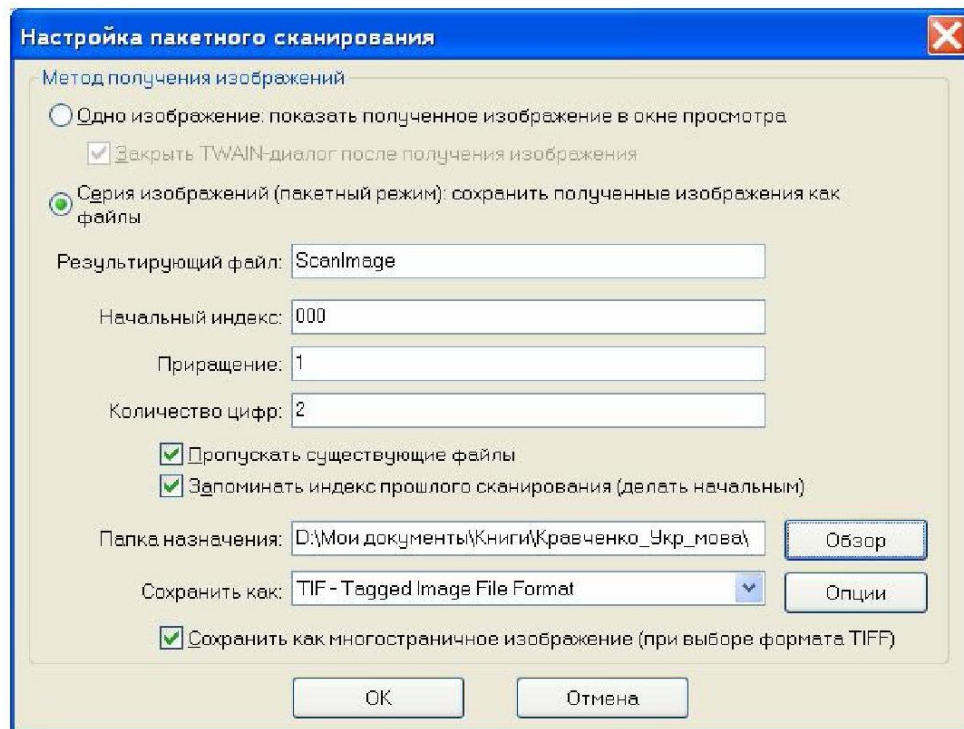 Настройка пакетного сканирования
Метод получения изображений
Одно изображение: показать полученное изображение в окне просмотра
Закрыть TWAIN-диалог после получения изображения
Серия изображений (пакетный режим): сохранить полученные изображения как
файлы
Результирующий файл: ScanImage
Начальный индекс: 000
Приращение: 1
Количество цифр: 2
Пропускать существующие файлы
Запоминать индекс прошлого сканирования (делать начальным)
Папка назначения: D:\Мои документы\Книги\Кравченко_Укр_мова\ Обзор
Сохранить как: TIF - Tagged Image File Format Опции
Сохранить как многостраничное изображение (при выборе формата TIFF)
OK Отмена